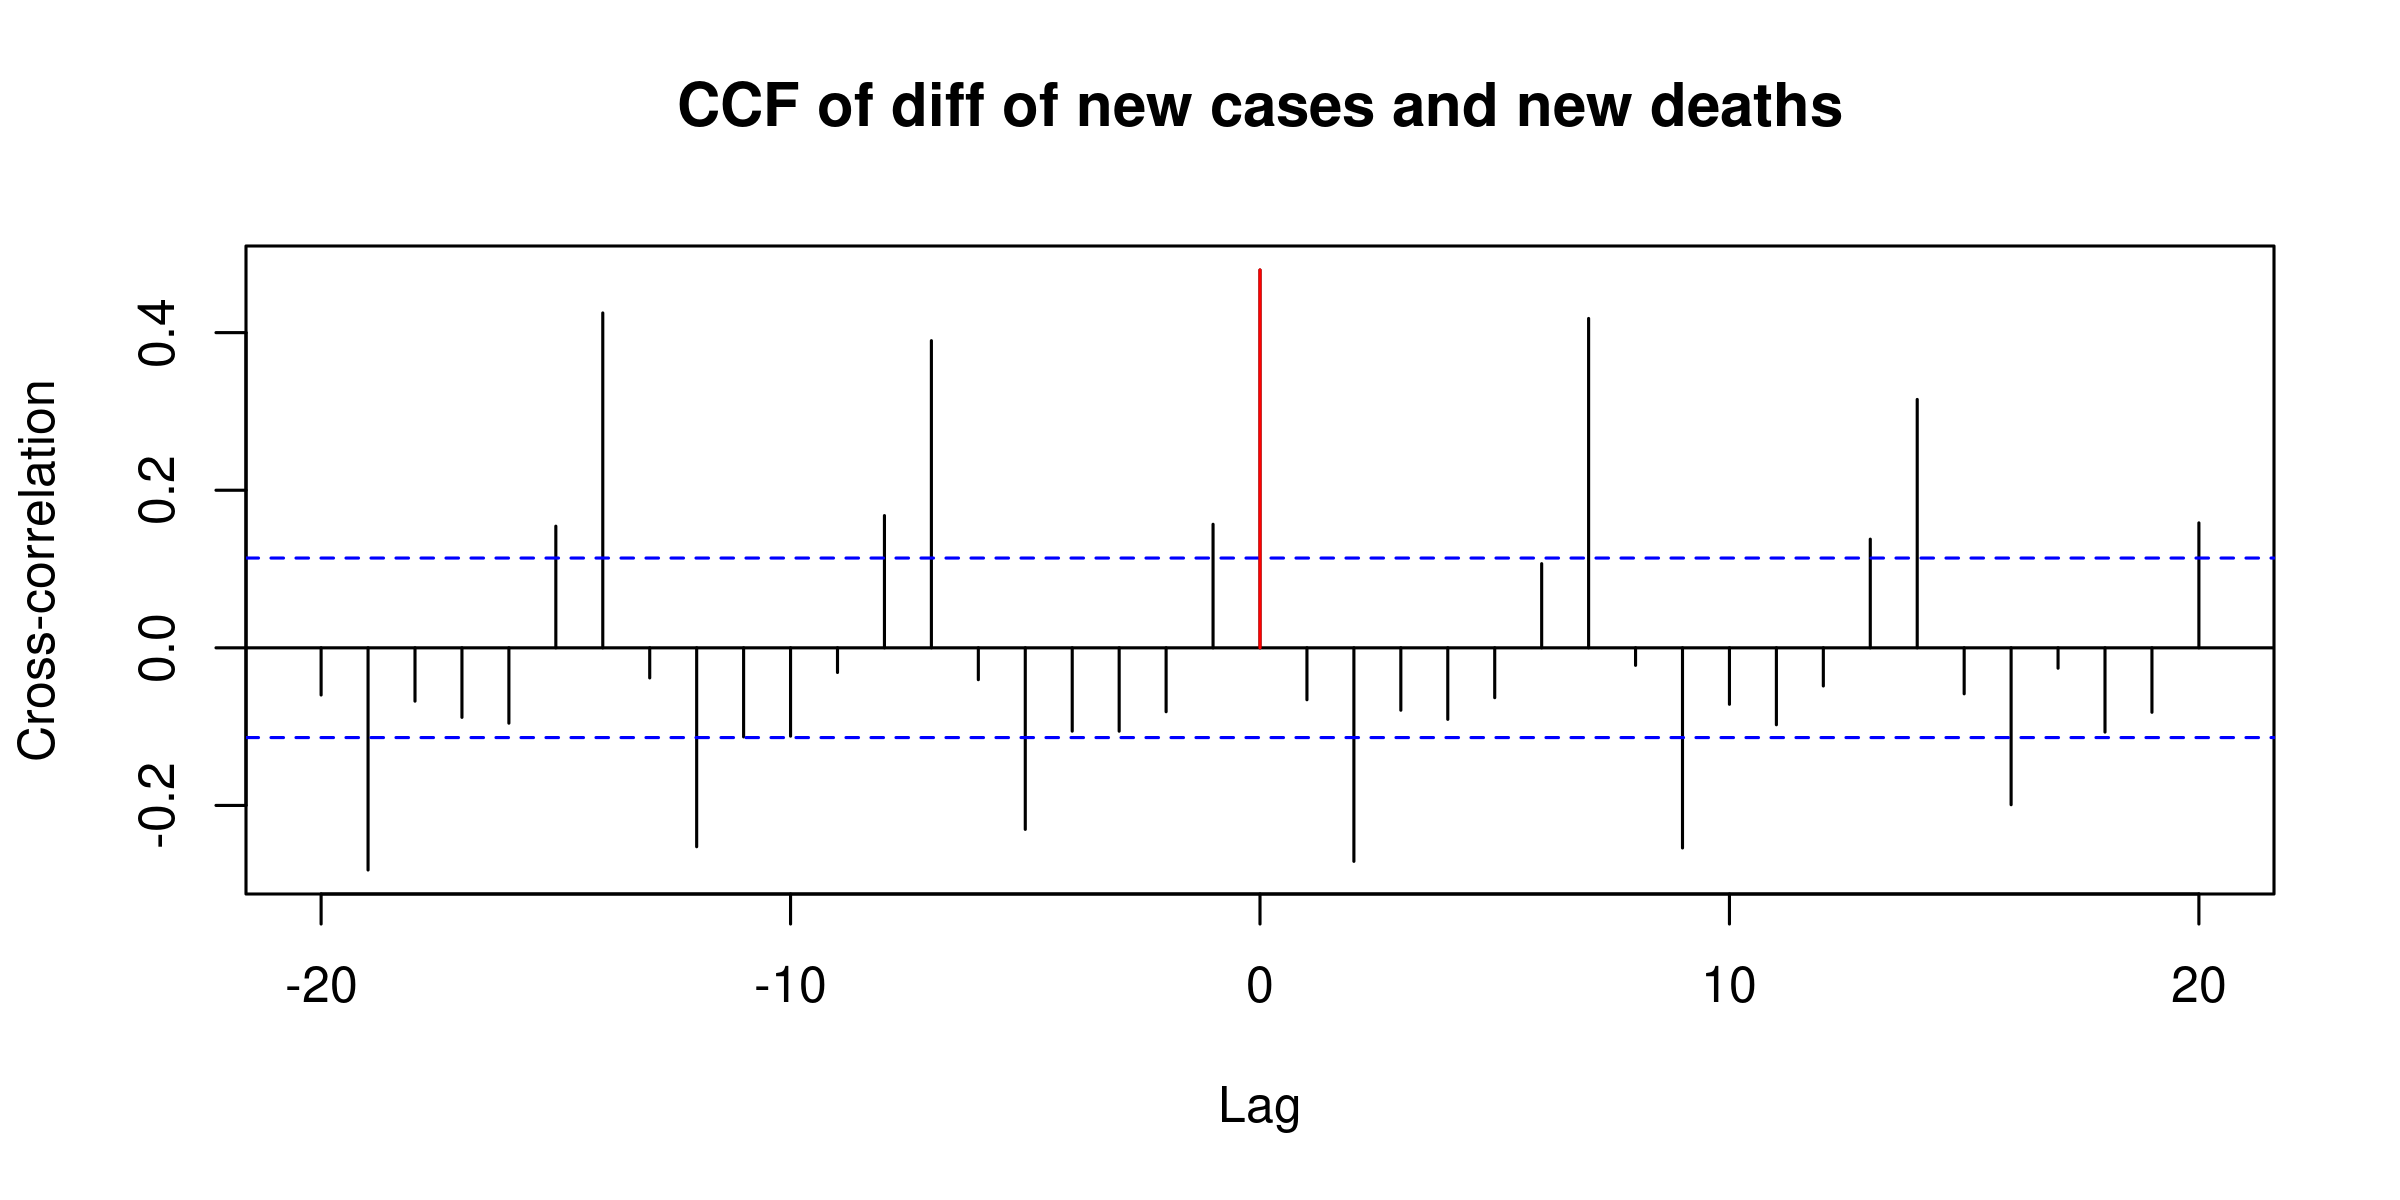 CCF of diff of new cases and new deaths
Cross-correlation
0.4
0.2
0.0
-0.2
-20 -10 0 10 20
Lag